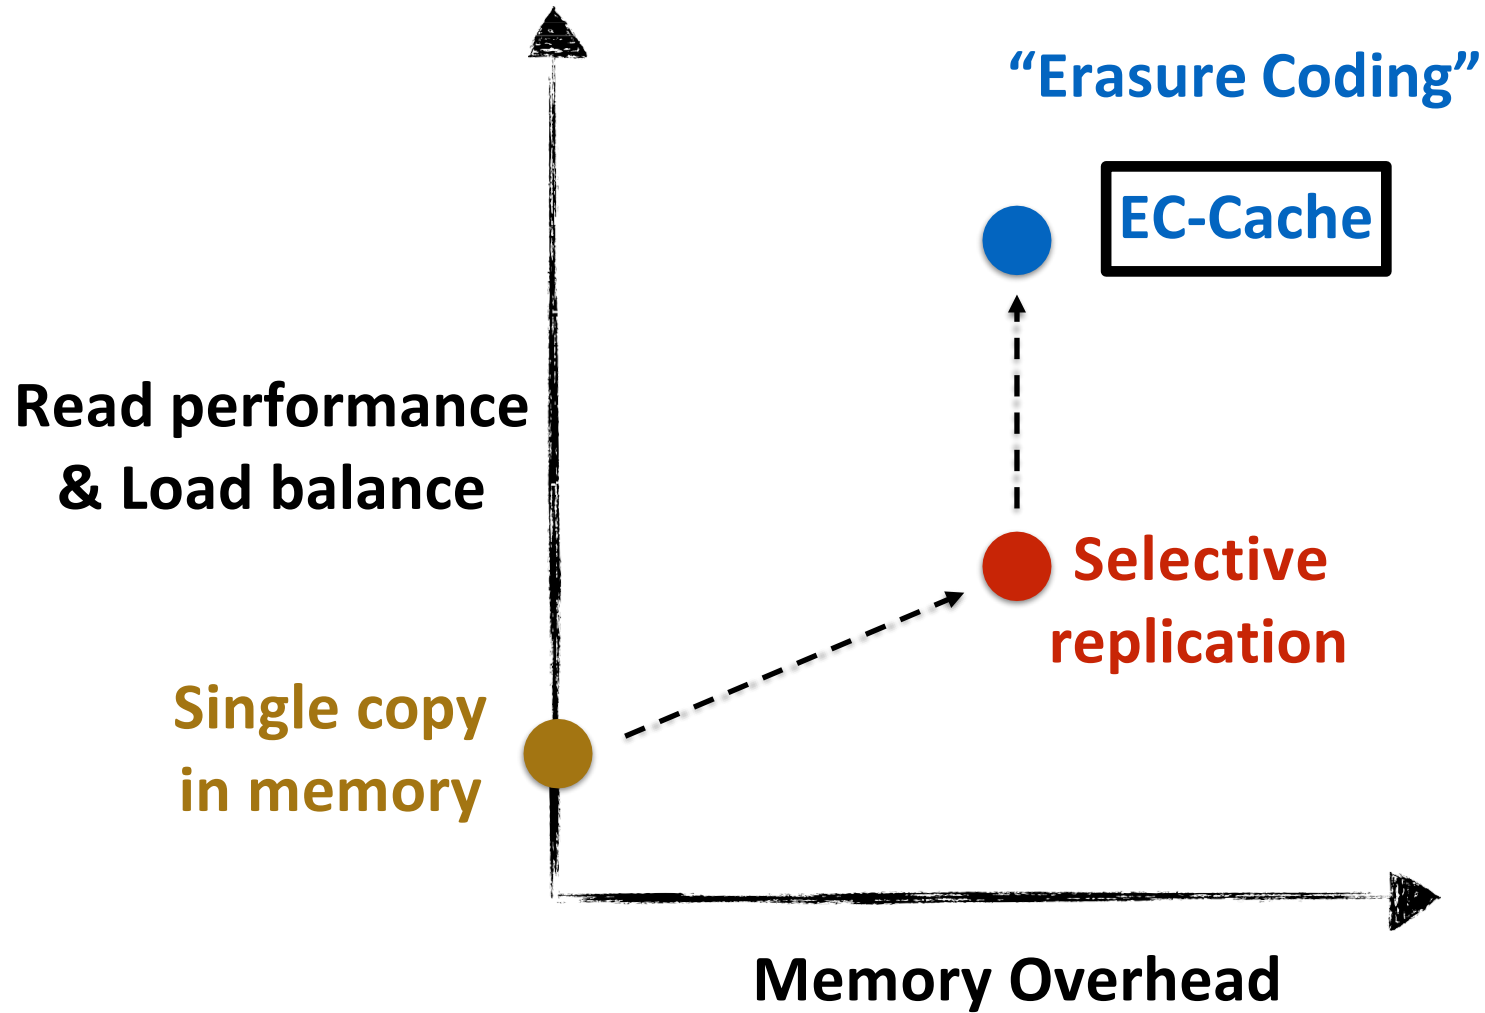 “Erasure Coding”
EC-Cache
Read performance
& Load balance
Selective
replication
Single copy
in memory
Memory Overhead